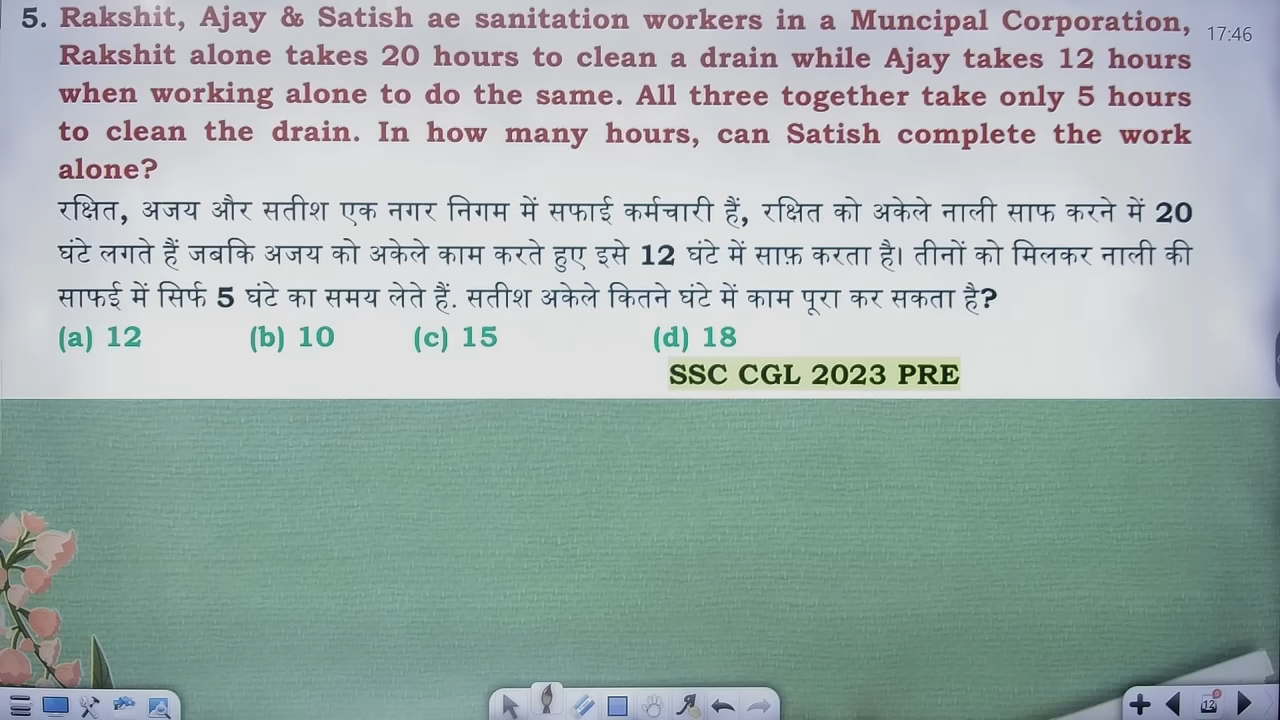 5. Rakshit, Ajay & Satish ae sanitation workers in a Muncipal Corporation,
17:46
Rakshit alone takes 20 hours to clean a drain while Ajay takes 12 hours
when working alone to do the same. All three together take only 5 hours
to clean the drain. In how many hours, can Satish complete the work
alone?
रक्षित, अजय और सतीश एक नगर निगम में सफाई कर्मचारी हैं, रक्षित को अकेले नाली साफ करने में 20
घंटे लगते हैं जबकि अजय को अकेले काम करते हुए इसे 12 घंटे में साफ़ करता है। तीनों को मिलकर नाली की
साफई में सिर्फ 5 घंटे का समय लेते हैं. सतीश अकेले कितने घंटे में काम पूरा कर सकता है?
(a) 12 (b) 10 (c) 15 (d) 18
SSC CGL 2023 PRE
12